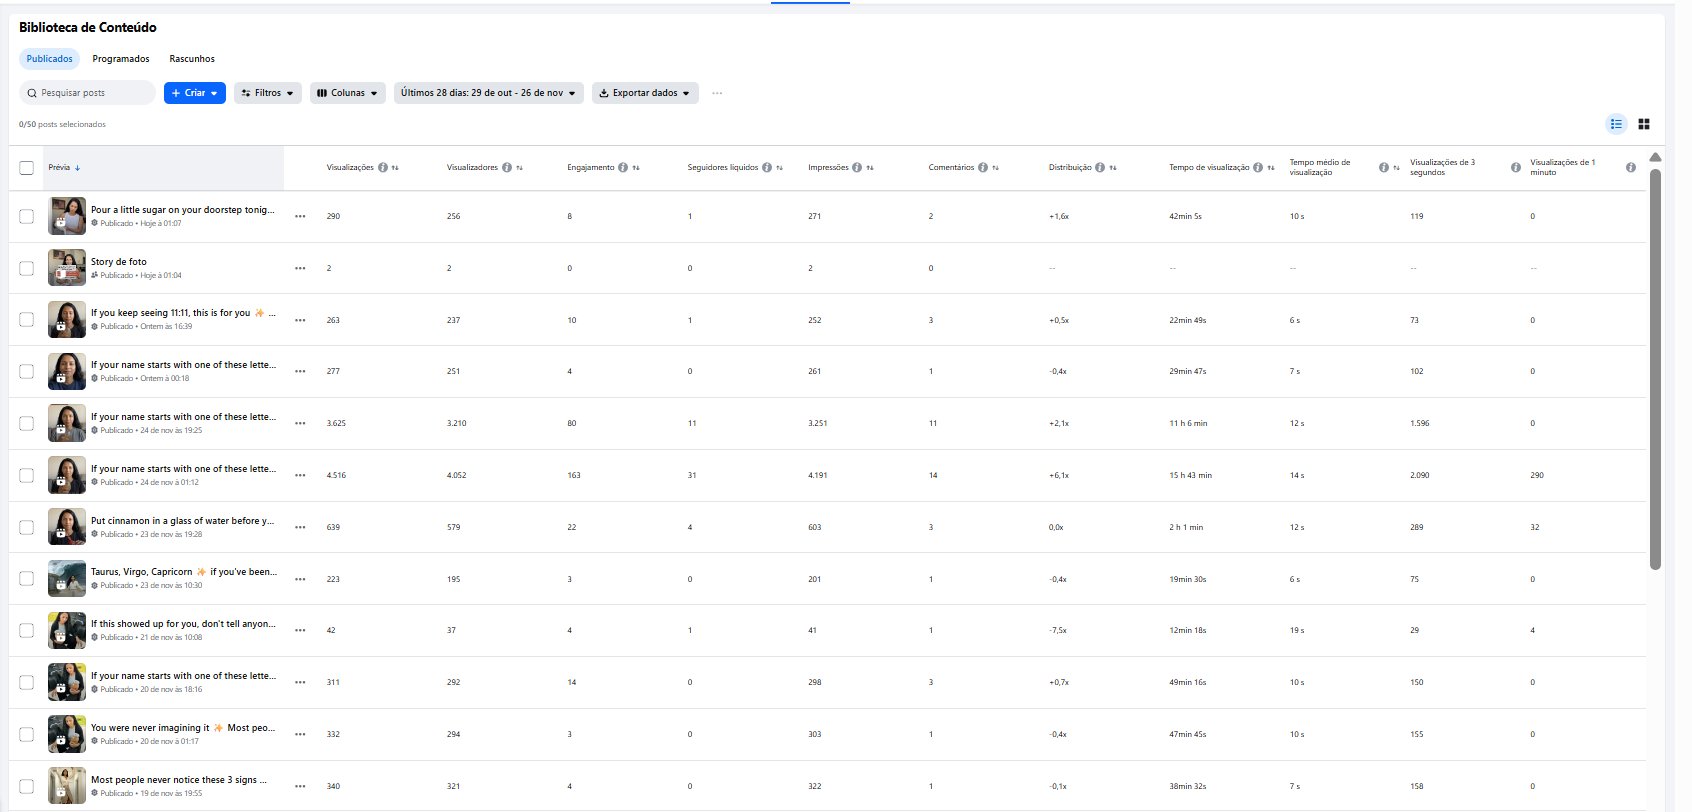 Biblioteca de Conteúdo
Publicados Programados Rascunhos
Pesquisar posts + Criar Filtros Colunas Últimos 28 dias: 29 de out - 26 de nov Exportar dados ...
0/50 posts selecionados
Prévia ↓ Visualizações Visualizadores Engajamento Seguidores líquidos Impressões Comentários Distribuição Tempo de visualização Tempo médio de visualização Visualizações de 3 segundos Visualizações de 1 minuto
Pour a little sugar on your doorstep tonig... 290 256 8 1 271 2 +1,6x 42min 5s 10 s 119 0
Publicado • Hoje à 01:07
Story de foto 2 2 0 0 2 0 -- -- -- -- --
Publicado • Hoje à 01:04
If you keep seeing 11:11, this is for you ✨ ... 263 237 10 1 252 3 +0,5x 22min 49s 6 s 73 0
Publicado • Ontem às 16:39
If your name starts with one of these lette... 277 251 4 0 261 1 -0,4x 29min 47s 7 s 102 0
Publicado • Ontem à 00:18
If your name starts with one of these lette... 3.625 3.210 80 11 3.251 11 +2,1x 11 h 6 min 12 s 1.596 0
Publicado • 24 de nov às 19:25
If your name starts with one of these lette... 4.516 4.052 163 31 4.191 14 +6,1x 15 h 43 min 14 s 2.090 290
Publicado • 24 de nov à 01:12
Put cinnamon in a glass of water before y... 639 579 22 4 603 3 0,0x 2 h 1 min 12 s 289 32
Publicado • 23 de nov às 19:28
Taurus, Virgo, Capricorn ✨ if you've been... 223 195 3 0 201 1 -0,4x 19min 30s 6 s 75 0
Publicado • 23 de nov às 10:30
If this showed up for you, don't tell anyon... 42 37 4 1 41 1 -7,5x 12min 18s 19 s 29 4
Publicado • 21 de nov às 10:08
If your name starts with one of these lette... 311 292 14 0 298 3 +0,7x 49min 16s 10 s 150 0
Publicado • 20 de nov às 18:16
You were never imagining it ✨ Most peo... 332 294 3 0 303 1 -0,4x 47min 45s 10 s 155 0
Publicado • 20 de nov à 01:17
Most people never notice these 3 signs ... 340 321 4 0 322 1 -0,1x 38min 32s 7 s 158 0
Publicado • 19 de nov às 19:55